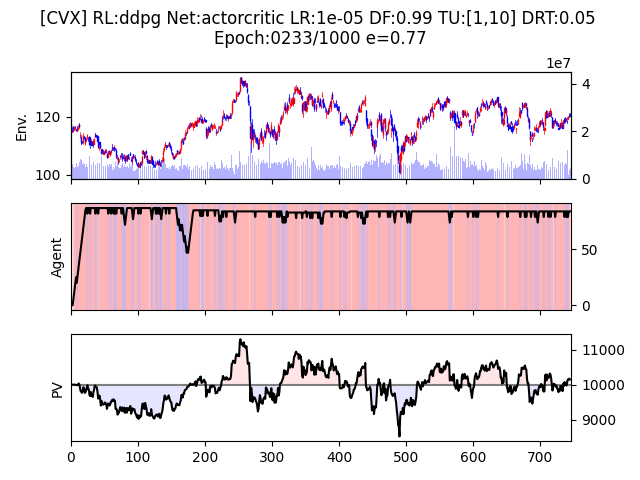 [CVX] RL:ddpg Net:actorcritic LR:1e-05 DF:0.99 TU:[1,10] DRT:0.05
Epoch:0233/1000 e=0.77
1e7
Env.
120
100
4
2
0
Agent
50
0
PV
11000
10000
9000
0 100 200 300 400 500 600 700